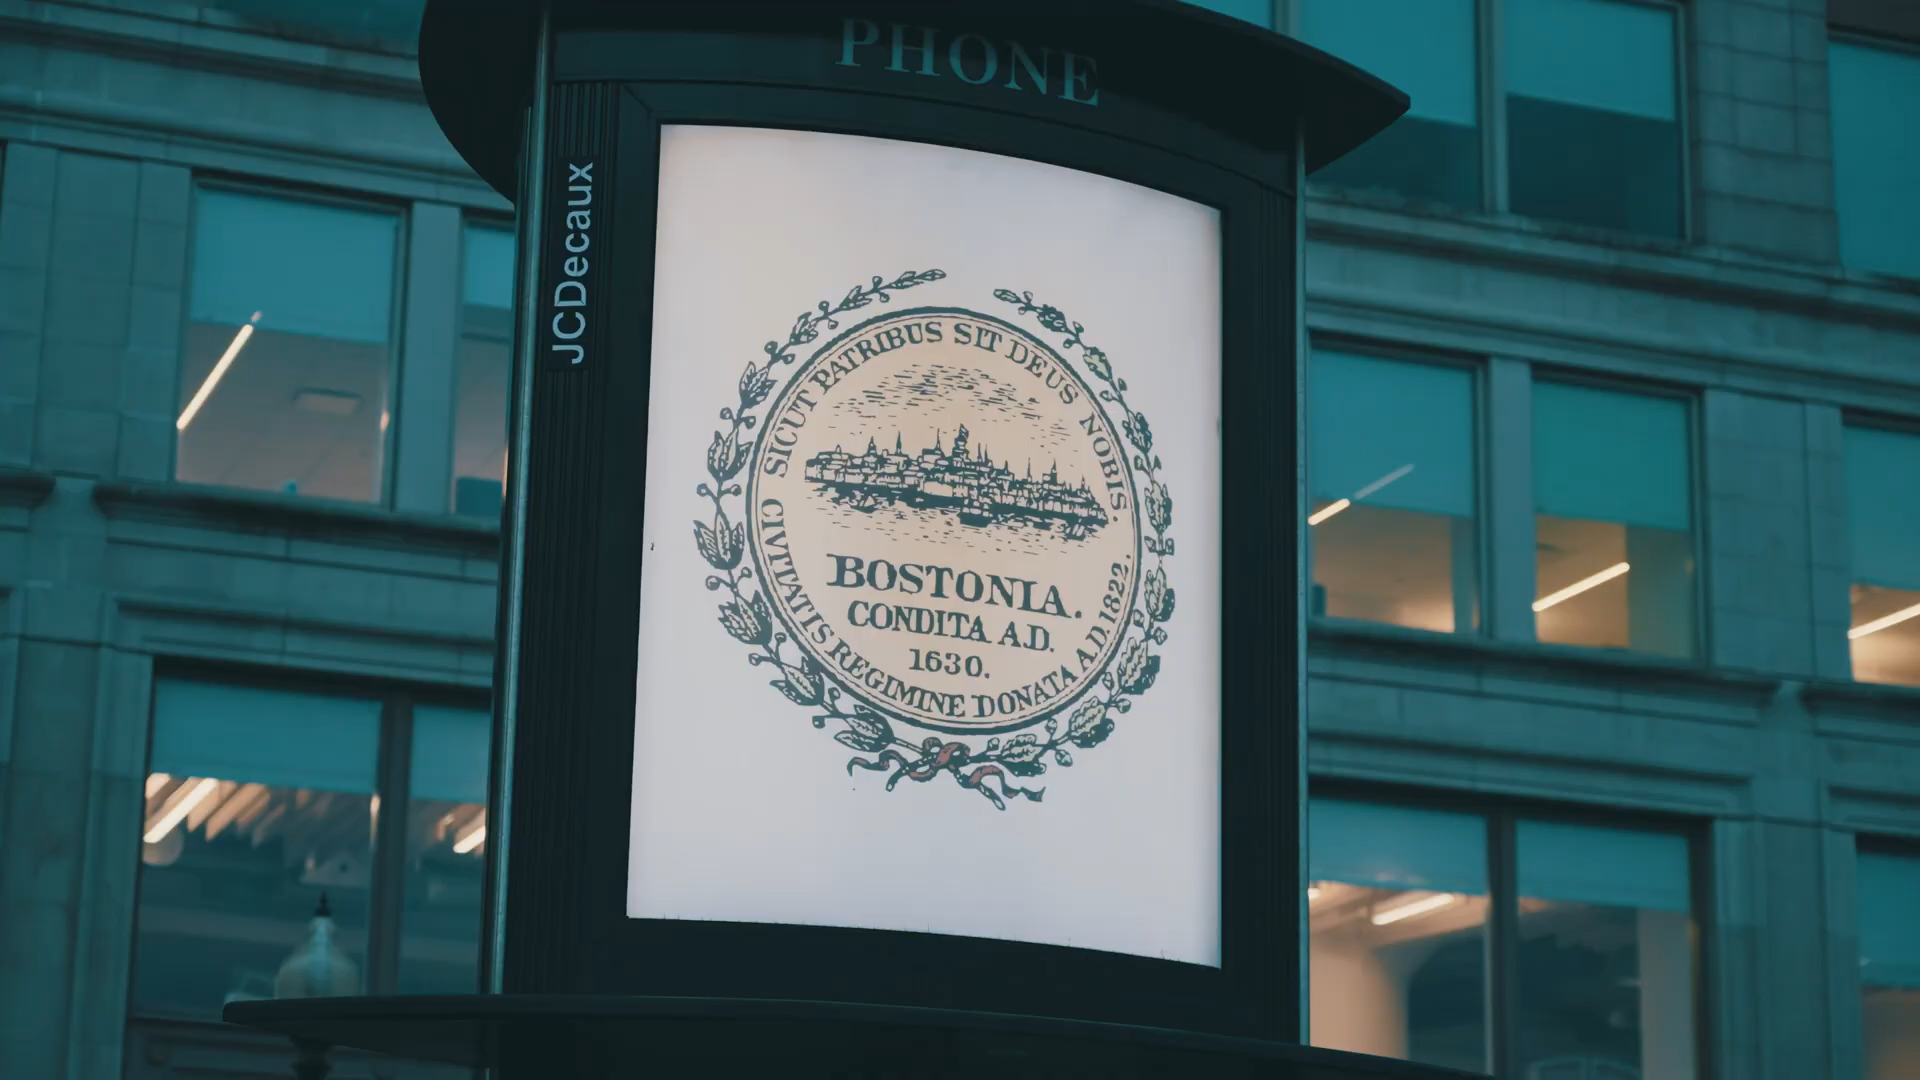 PHONE
JCDecaux
SICUT PATRIBUS SIT DEUS NOBIS.
BOSTONIA.
CONDITA A.D.
1630.
CIVITATIS REGIMINE DONATA A.D. 1822.